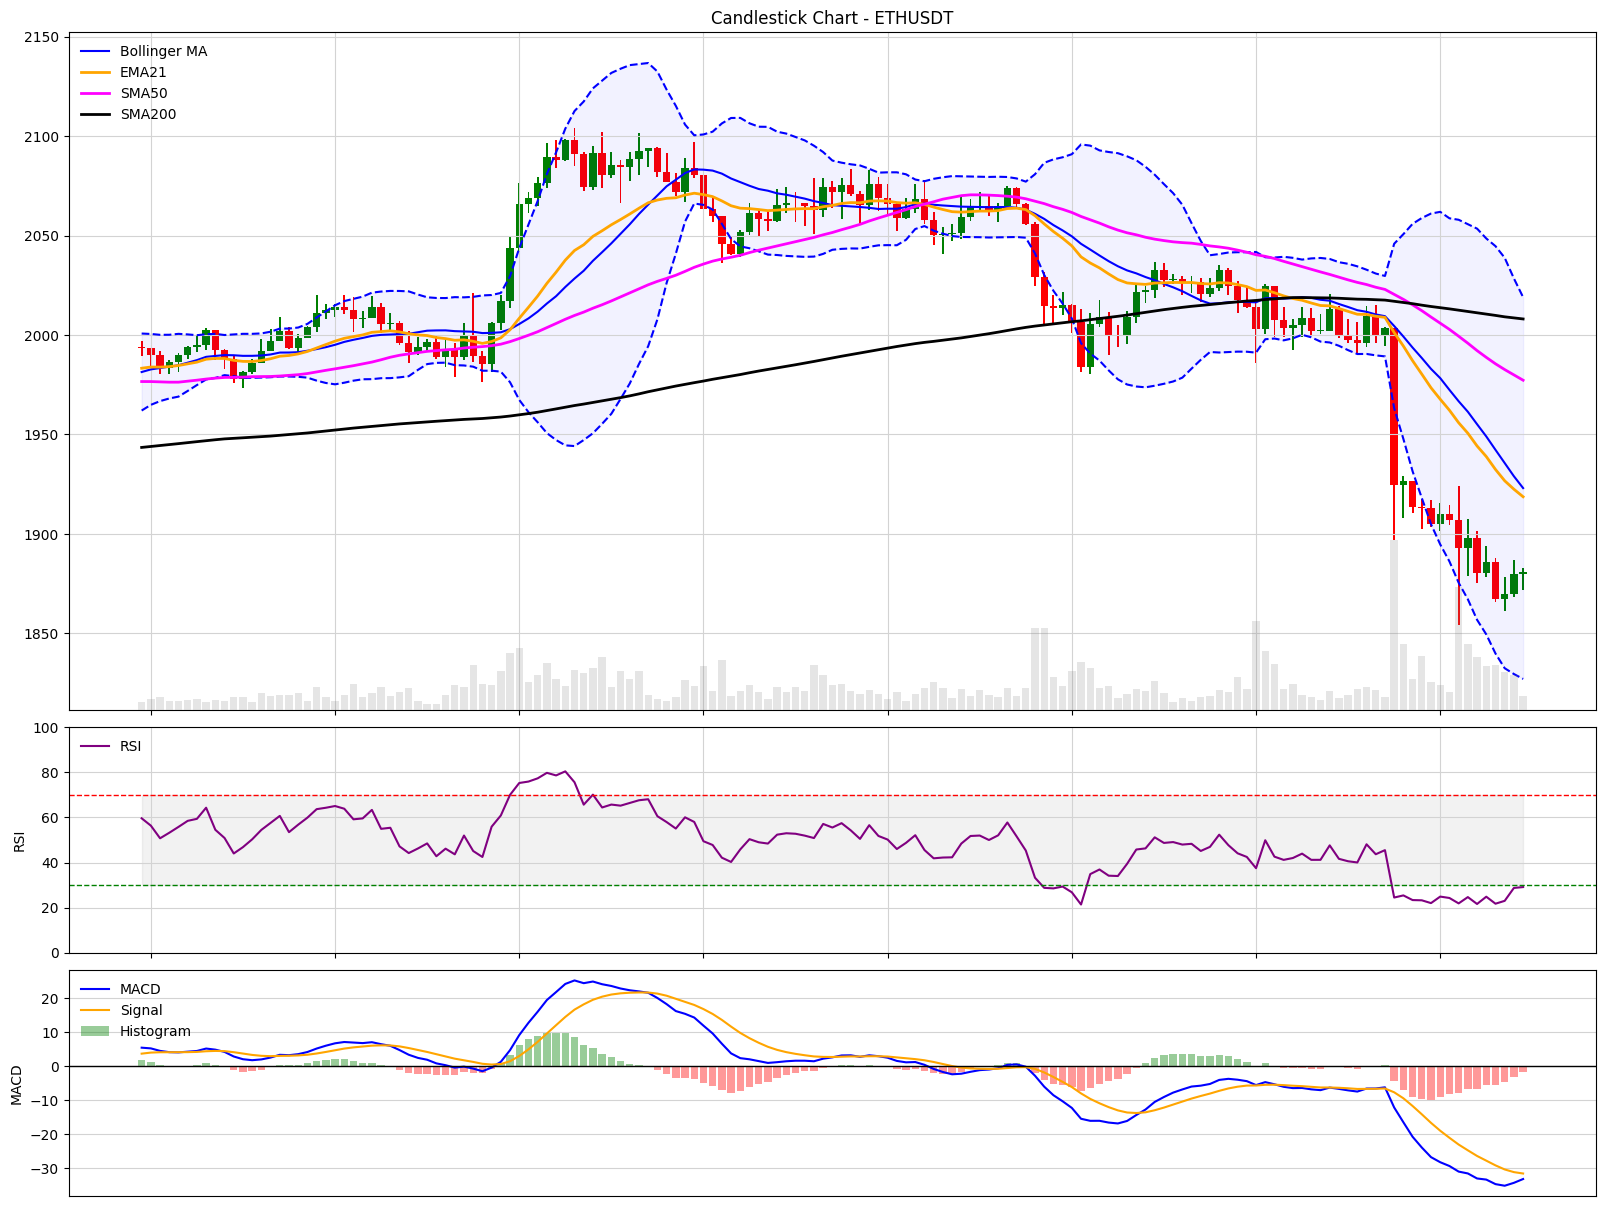 Candlestick Chart - ETHUSDT
2150
2100
2050
2000
1950
1900
1850
Bollinger MA
EMA21
SMA50
SMA200
100
80
60
40
20
0
RSI
RSI
20
10
0
−10
−20
−30
MACD
MACD
Signal
Histogram